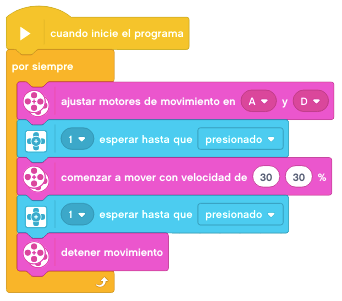 cuando inicie el programa
por siempre
ajustar motores de movimiento en A y D
1 esperar hasta que presionado
comenzar a mover con velocidad de 30 30 %
1 esperar hasta que presionado
detener movimiento